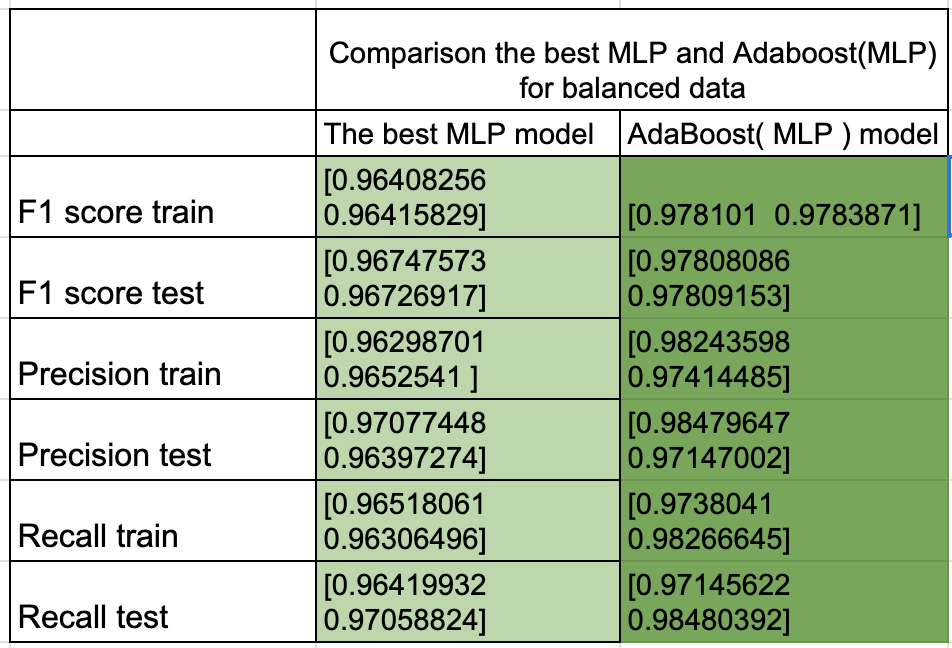 Comparison the best MLP and Adaboost(MLP)
for balanced data
The best MLP model
AdaBoost( MLP ) model
F1 score train
[0.96408256
0.96415829]
[0.978101  0.9783871]
F1 score test
[0.96747573
0.96726917]
[0.97808086
0.97809153]
Precision train
[0.96298701
0.9652541 ]
[0.98243598
0.97414485]
Precision test
[0.97077448
0.96397274]
[0.98479647
0.97147002]
Recall train
[0.96518061
0.96306496]
[0.9738041
0.98266645]
Recall test
[0.96419932
0.97058824]
[0.97145622
0.98480392]